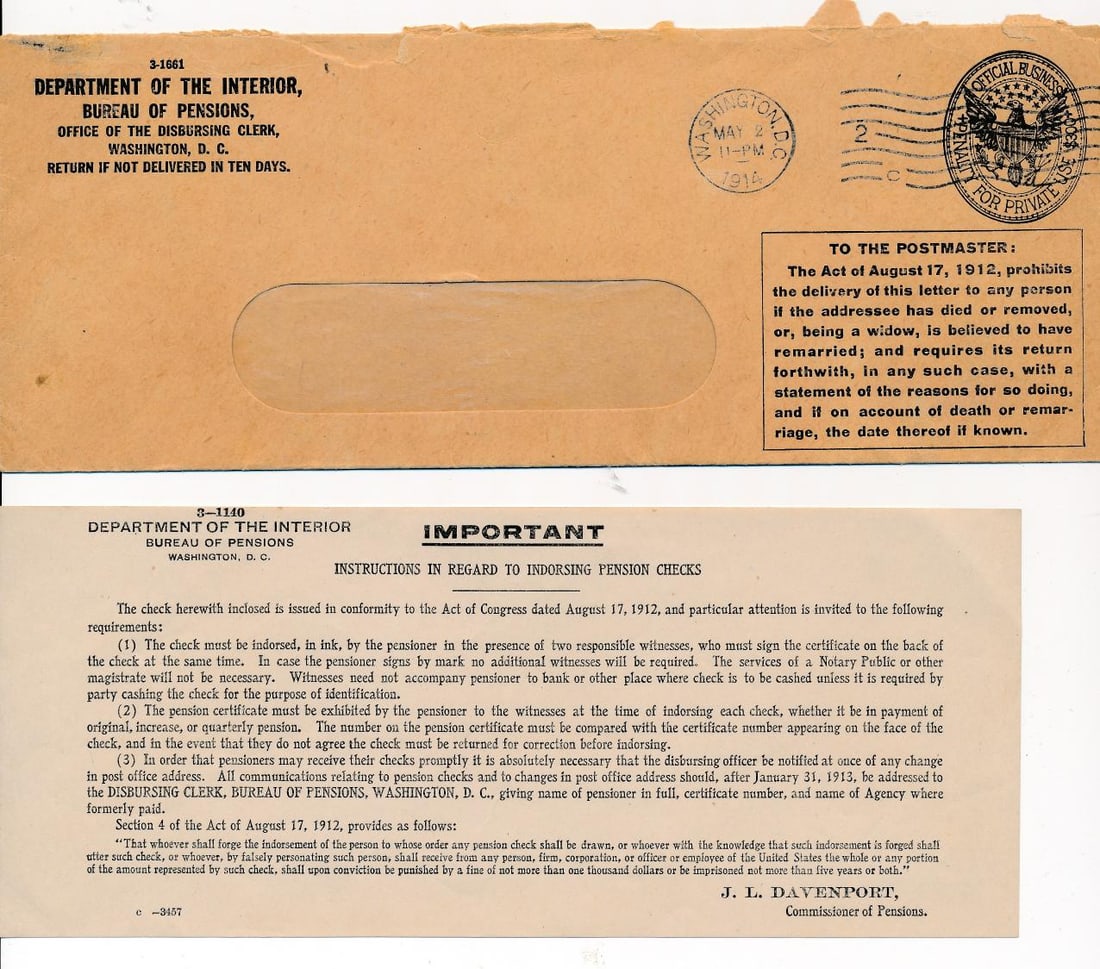 3-1661
DEPARTMENT OF THE INTERIOR,
BUREAU OF PENSIONS,
OFFICE OF THE DISBURSING CLERK,
WASHINGTON, D. C.
RETURN IF NOT DELIVERED IN TEN DAYS.
WASHINGTON, D.C.
MAY 2
11-PM
1914
2
C
OFFICIAL BUSINESS
PENALTY FOR PRIVATE USE $300
TO THE POSTMASTER:
The Act of August 17, 1912, prohibits
the delivery of this letter to any person
if the addressee has died or removed,
or, being a widow, is believed to have
remarried; and requires its return
forthwith, in any such case, with a
statement of the reasons for so doing,
and if on account of death or remar-
riage, the date thereof if known.
3—1140
DEPARTMENT OF THE INTERIOR
BUREAU OF PENSIONS
WASHINGTON, D. C.
IMPORTANT
INSTRUCTIONS IN REGARD TO INDORSING PENSION CHECKS
The check herewith inclosed is issued in conformity to the Act of Congress dated August 17, 1912, and particular attention is invited to the following
requirements:
(1) The check must be indorsed, in ink, by the pensioner in the presence of two responsible witnesses, who must sign the certificate on the back of
the check at the same time. In case the pensioner signs by mark no additional witnesses will be required. The services of a Notary Public or other
magistrate will not be necessary. Witnesses need not accompany pensioner to bank or other place where check is to be cashed unless it is required by
party cashing the check for the purpose of identification.
(2) The pension certificate must be exhibited by the pensioner to the witnesses at the time of indorsing each check, whether it be in payment of
original, increase, or quarterly pension. The number on the pension certificate must be compared with the certificate number appearing on the face of the
check, and in the event that they do not agree the check must be returned for correction before indorsing.
(3) In order that pensioners may receive their checks promptly it is absolutely necessary that the disbursing officer be notified at once of any change
in post office address. All communications relating to pension checks and to changes in post office address should, after January 31, 1913, be addressed to
the DISBURSING CLERK, BUREAU OF PENSIONS, WASHINGTON, D. C., giving name of pensioner in full, certificate number, and name of Agency where
formerly paid.
Section 4 of the Act of August 17, 1912, provides as follows:
"That whoever shall forge the indorsement of the person to whose order any pension check shall be drawn, or whoever with the knowledge that such indorsement is forged shall
utter such check, or whoever, by falsely personating such person, shall receive from any person, firm, corporation, or officer or employee of the United States the whole or any portion
of the amount represented by such check, shall upon conviction be punished by a fine of not more than one thousand dollars or be imprisoned not more than five years or both."
J. L. DAVENPORT,
Commissioner of Pensions.
c —3457